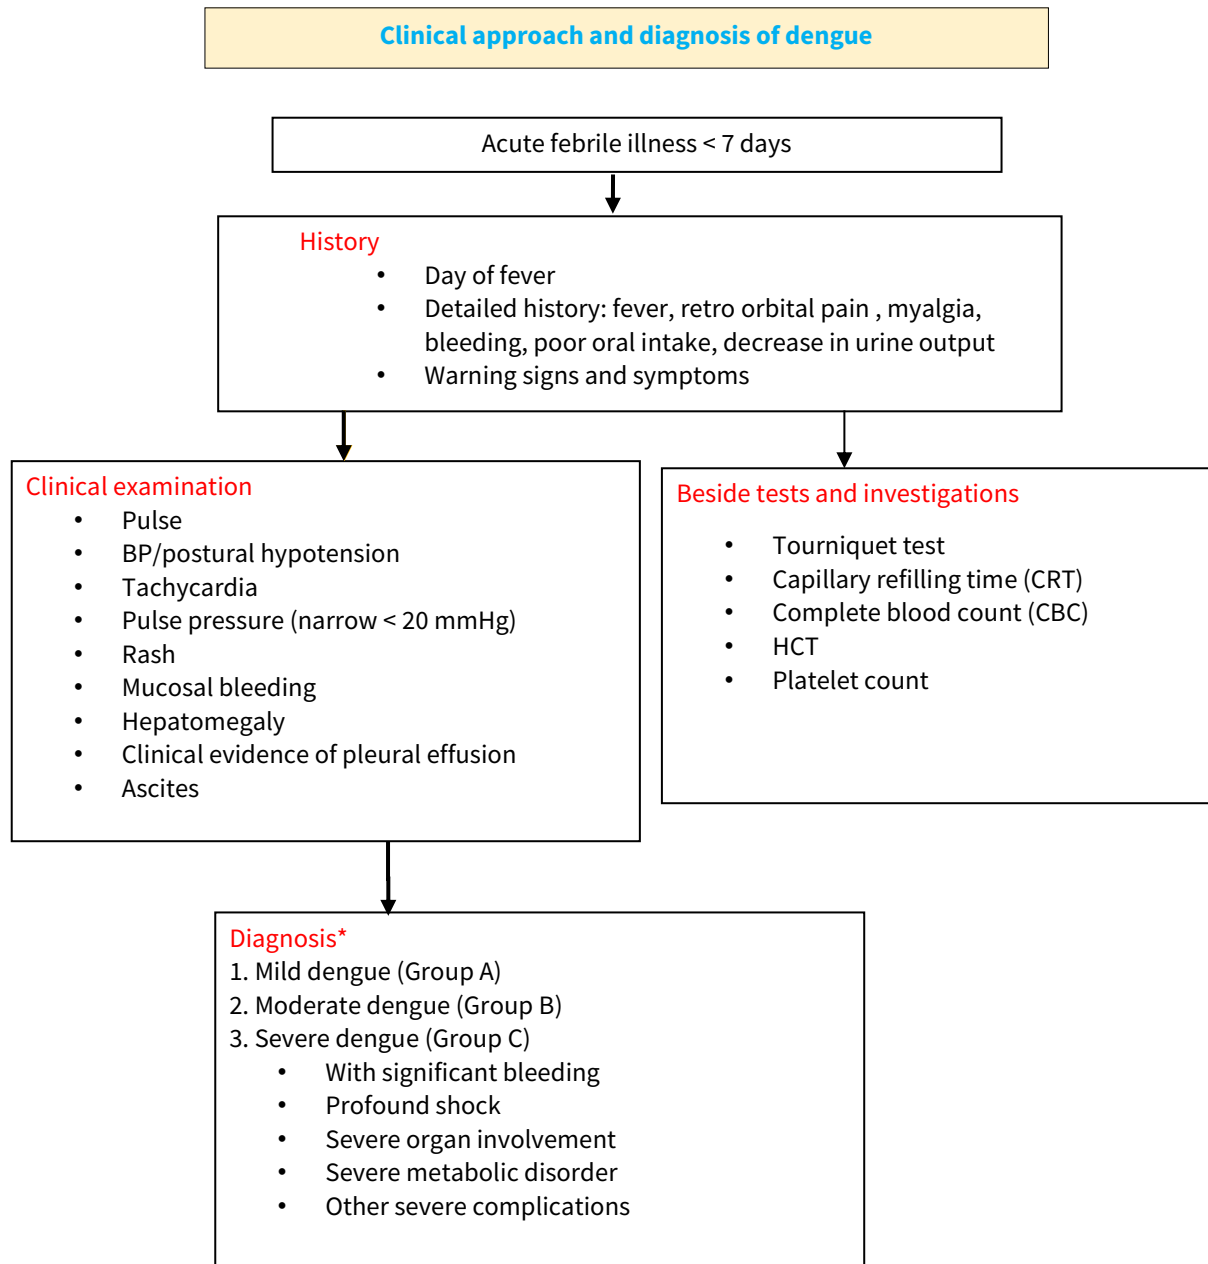 Clinical approach and diagnosis of dengue
Acute febrile illness < 7 days
History
• Day of fever
• Detailed history: fever, retro orbital pain , myalgia,
bleeding, poor oral intake, decrease in urine output
• Warning signs and symptoms
Clinical examination
• Pulse
• BP/postural hypotension
• Tachycardia
• Pulse pressure (narrow < 20 mmHg)
• Rash
• Mucosal bleeding
• Hepatomegaly
• Clinical evidence of pleural effusion
• Ascites
Beside tests and investigations
• Tourniquet test
• Capillary refilling time (CRT)
• Complete blood count (CBC)
• HCT
• Platelet count
Diagnosis*
1. Mild dengue (Group A)
2. Moderate dengue (Group B)
3. Severe dengue (Group C)
• With significant bleeding
• Profound shock
• Severe organ involvement
• Severe metabolic disorder
• Other severe complications